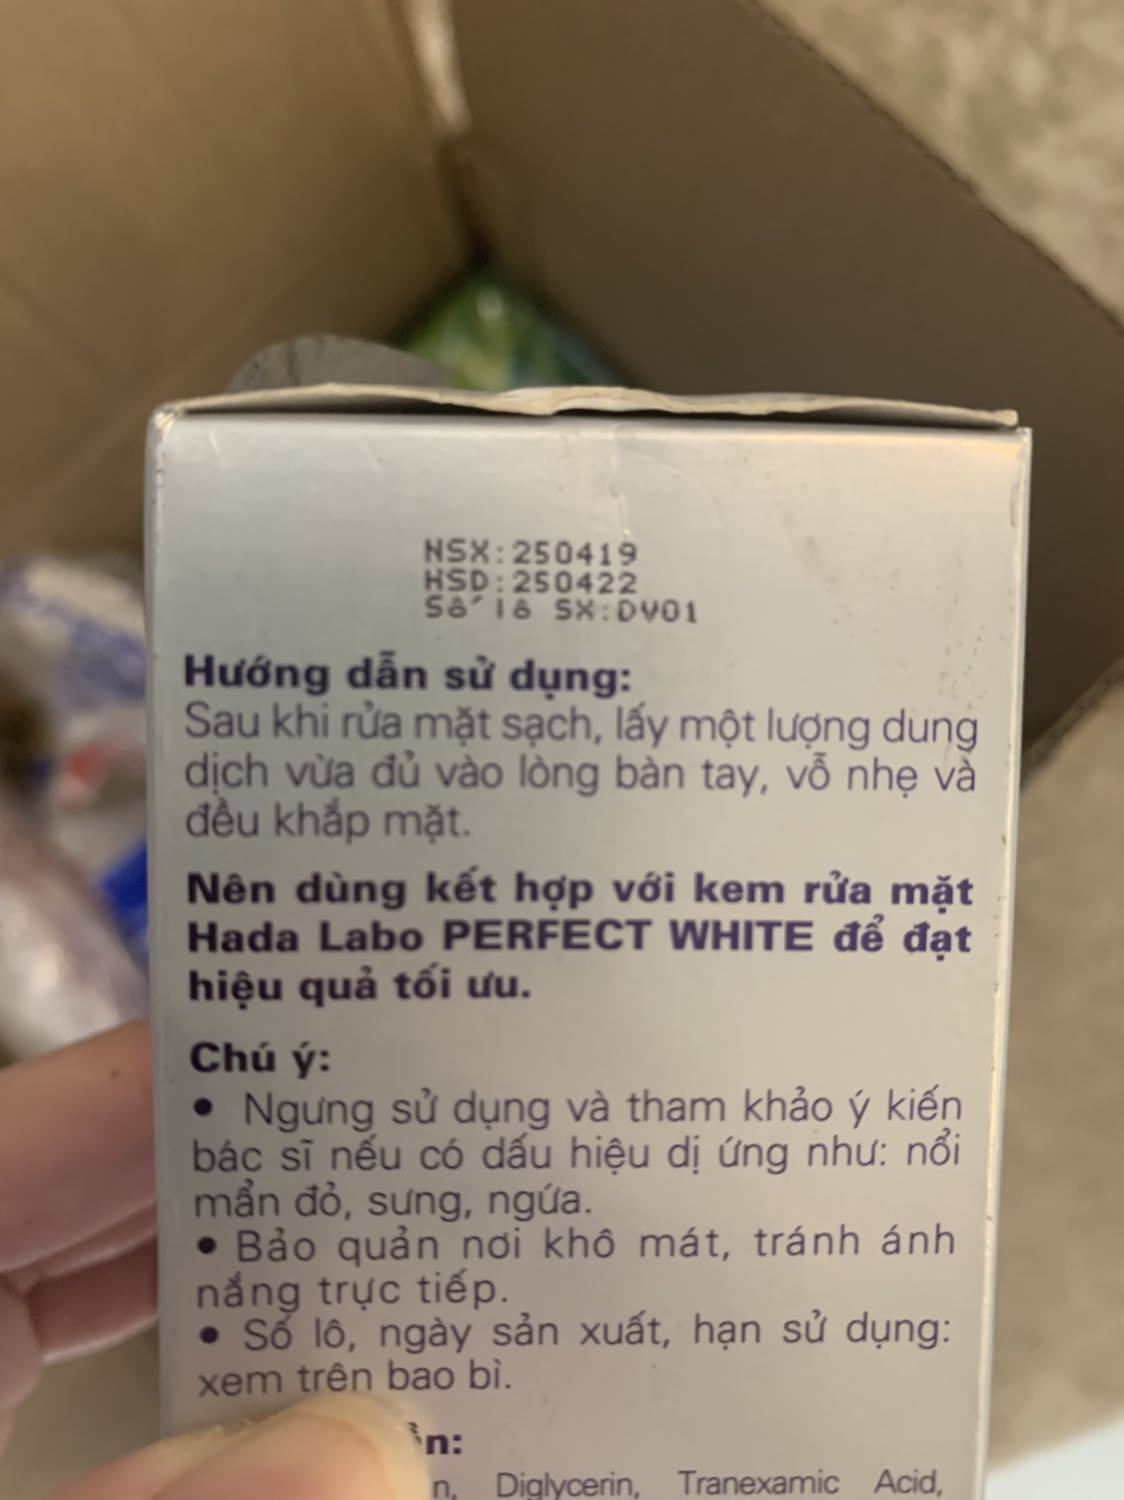 NSX:250419
HSD:250422
Số lô SX:DV01
Hướng dẫn sử dụng:
Sau khi rửa mặt sạch, lấy một lượng dung
dịch vừa đủ vào lòng bàn tay, vỗ nhẹ và
đều khắp mặt.
Nên dùng kết hợp với kem rửa mặt
Hada Labo PERFECT WHITE để đạt
hiệu quả tối ưu.
Chú ý:
• Ngưng sử dụng và tham khảo ý kiến
bác sĩ nếu có dấu hiệu dị ứng như: nổi
mẩn đỏ, sưng, ngứa.
• Bảo quản nơi khô mát, tránh ánh
nắng trực tiếp.
• Số lô, ngày sản xuất, hạn sử dụng:
xem trên bao bì.
Diglycerin, Tranexamic Acid,